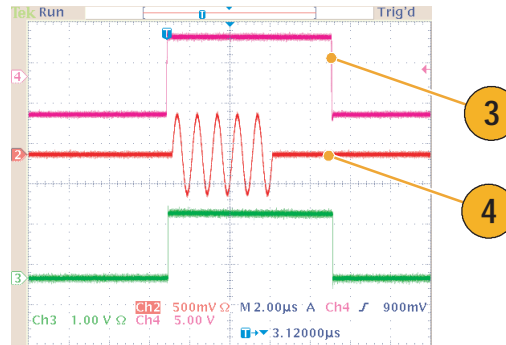 Tek Run Trig'd
T
T
4
3
2
4
3
Ch2 500mV Ω M 2.00µs A Ch4 ∫ 900mV
Ch3 1.00 V Ω Ch4 5.00 V
T→▼ 3.12000µs